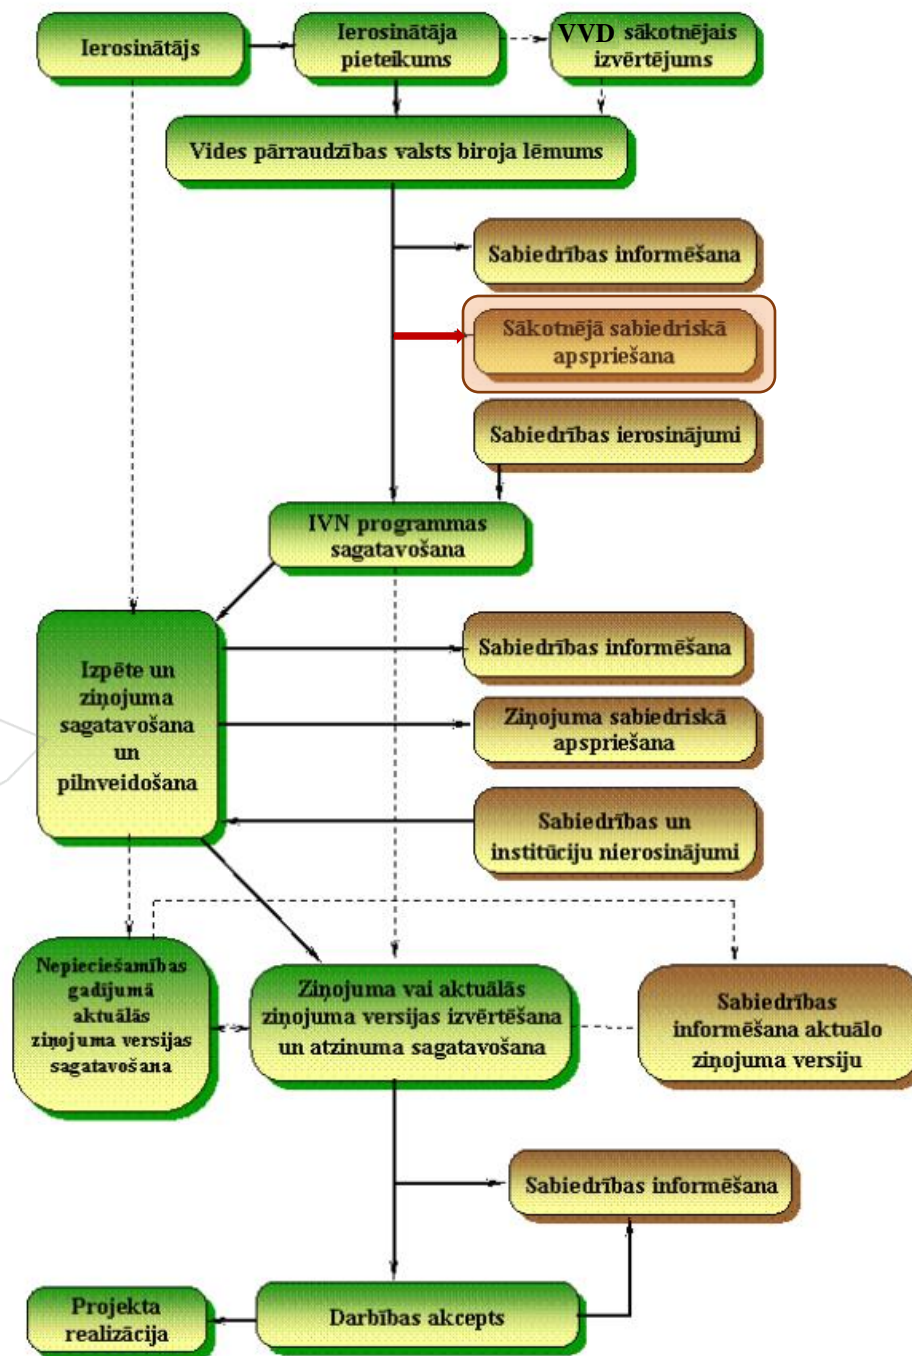 Ierosinātājs
Ierosinātāja
pieteikums
VVD sākotnējais
izvērtējums
Vides pārraudzības valsts biroja lēmums
Sabiedrības informēšana
Sākotnējā sabiedriskā
apspriešana
Sabiedrības ierosinājumi
IVN programmas
sagatavošana
Izpēte un
ziņojuma
sagatavošana
un
pilnveidošana
Sabiedrības informēšana
Ziņojuma sabiedriskā
apspriešana
Sabiedrības un
institūciju nierosinājumi
Nepieciešamības
gadījumā
aktuālās
ziņojuma versijas
sagatavošana
Ziņojuma vai aktuālās
ziņojuma versijas izvērtēšana
un atzinuma sagatavošana
Sabiedrības
informēšana aktuālo
ziņojuma versiju
Sabiedrības informēšana
Projekta
realizācija
Darbības akcepts